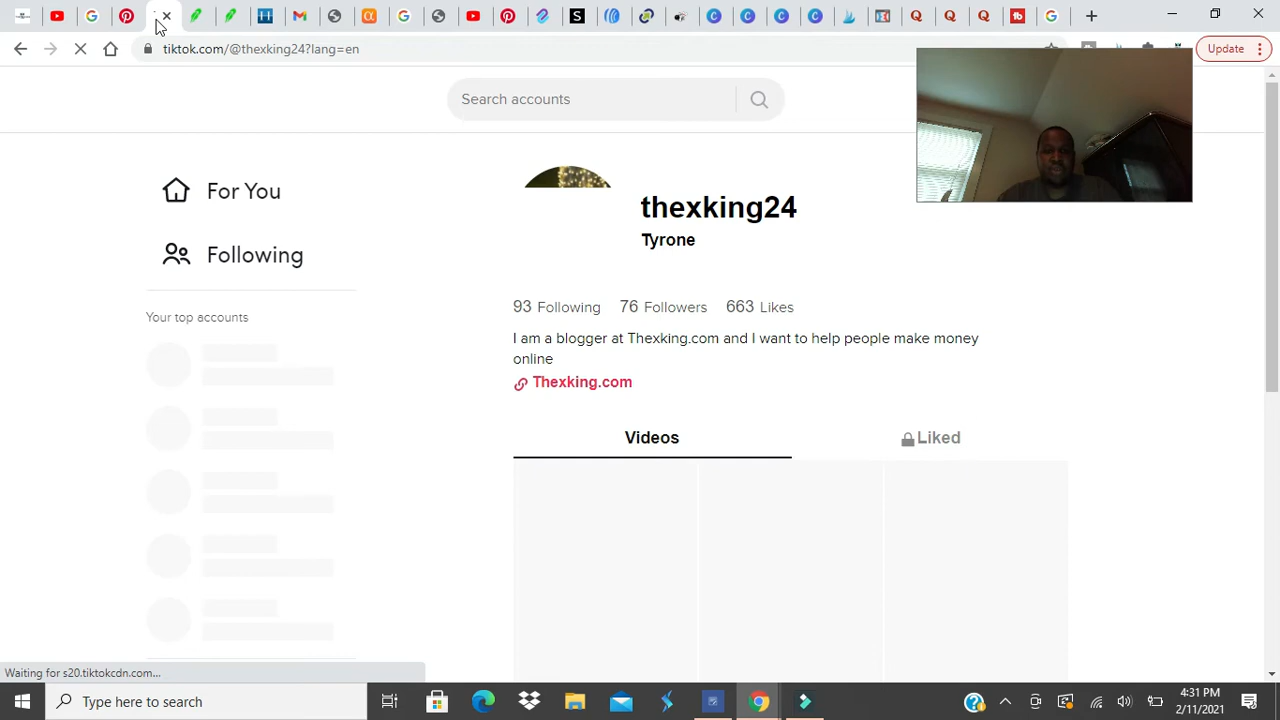 tiktok.com/@thexking24?lang=en
Update
Search accounts
For You
Following
Your top accounts
thexking24
Tyrone
93 Following 76 Followers 663 Likes
I am a blogger at Thexking.com and I want to help people make money
online
Thexking.com
Videos
Liked
Waiting for s20.tiktokcdn.com...
Type here to search
4:31 PM
2/11/2021